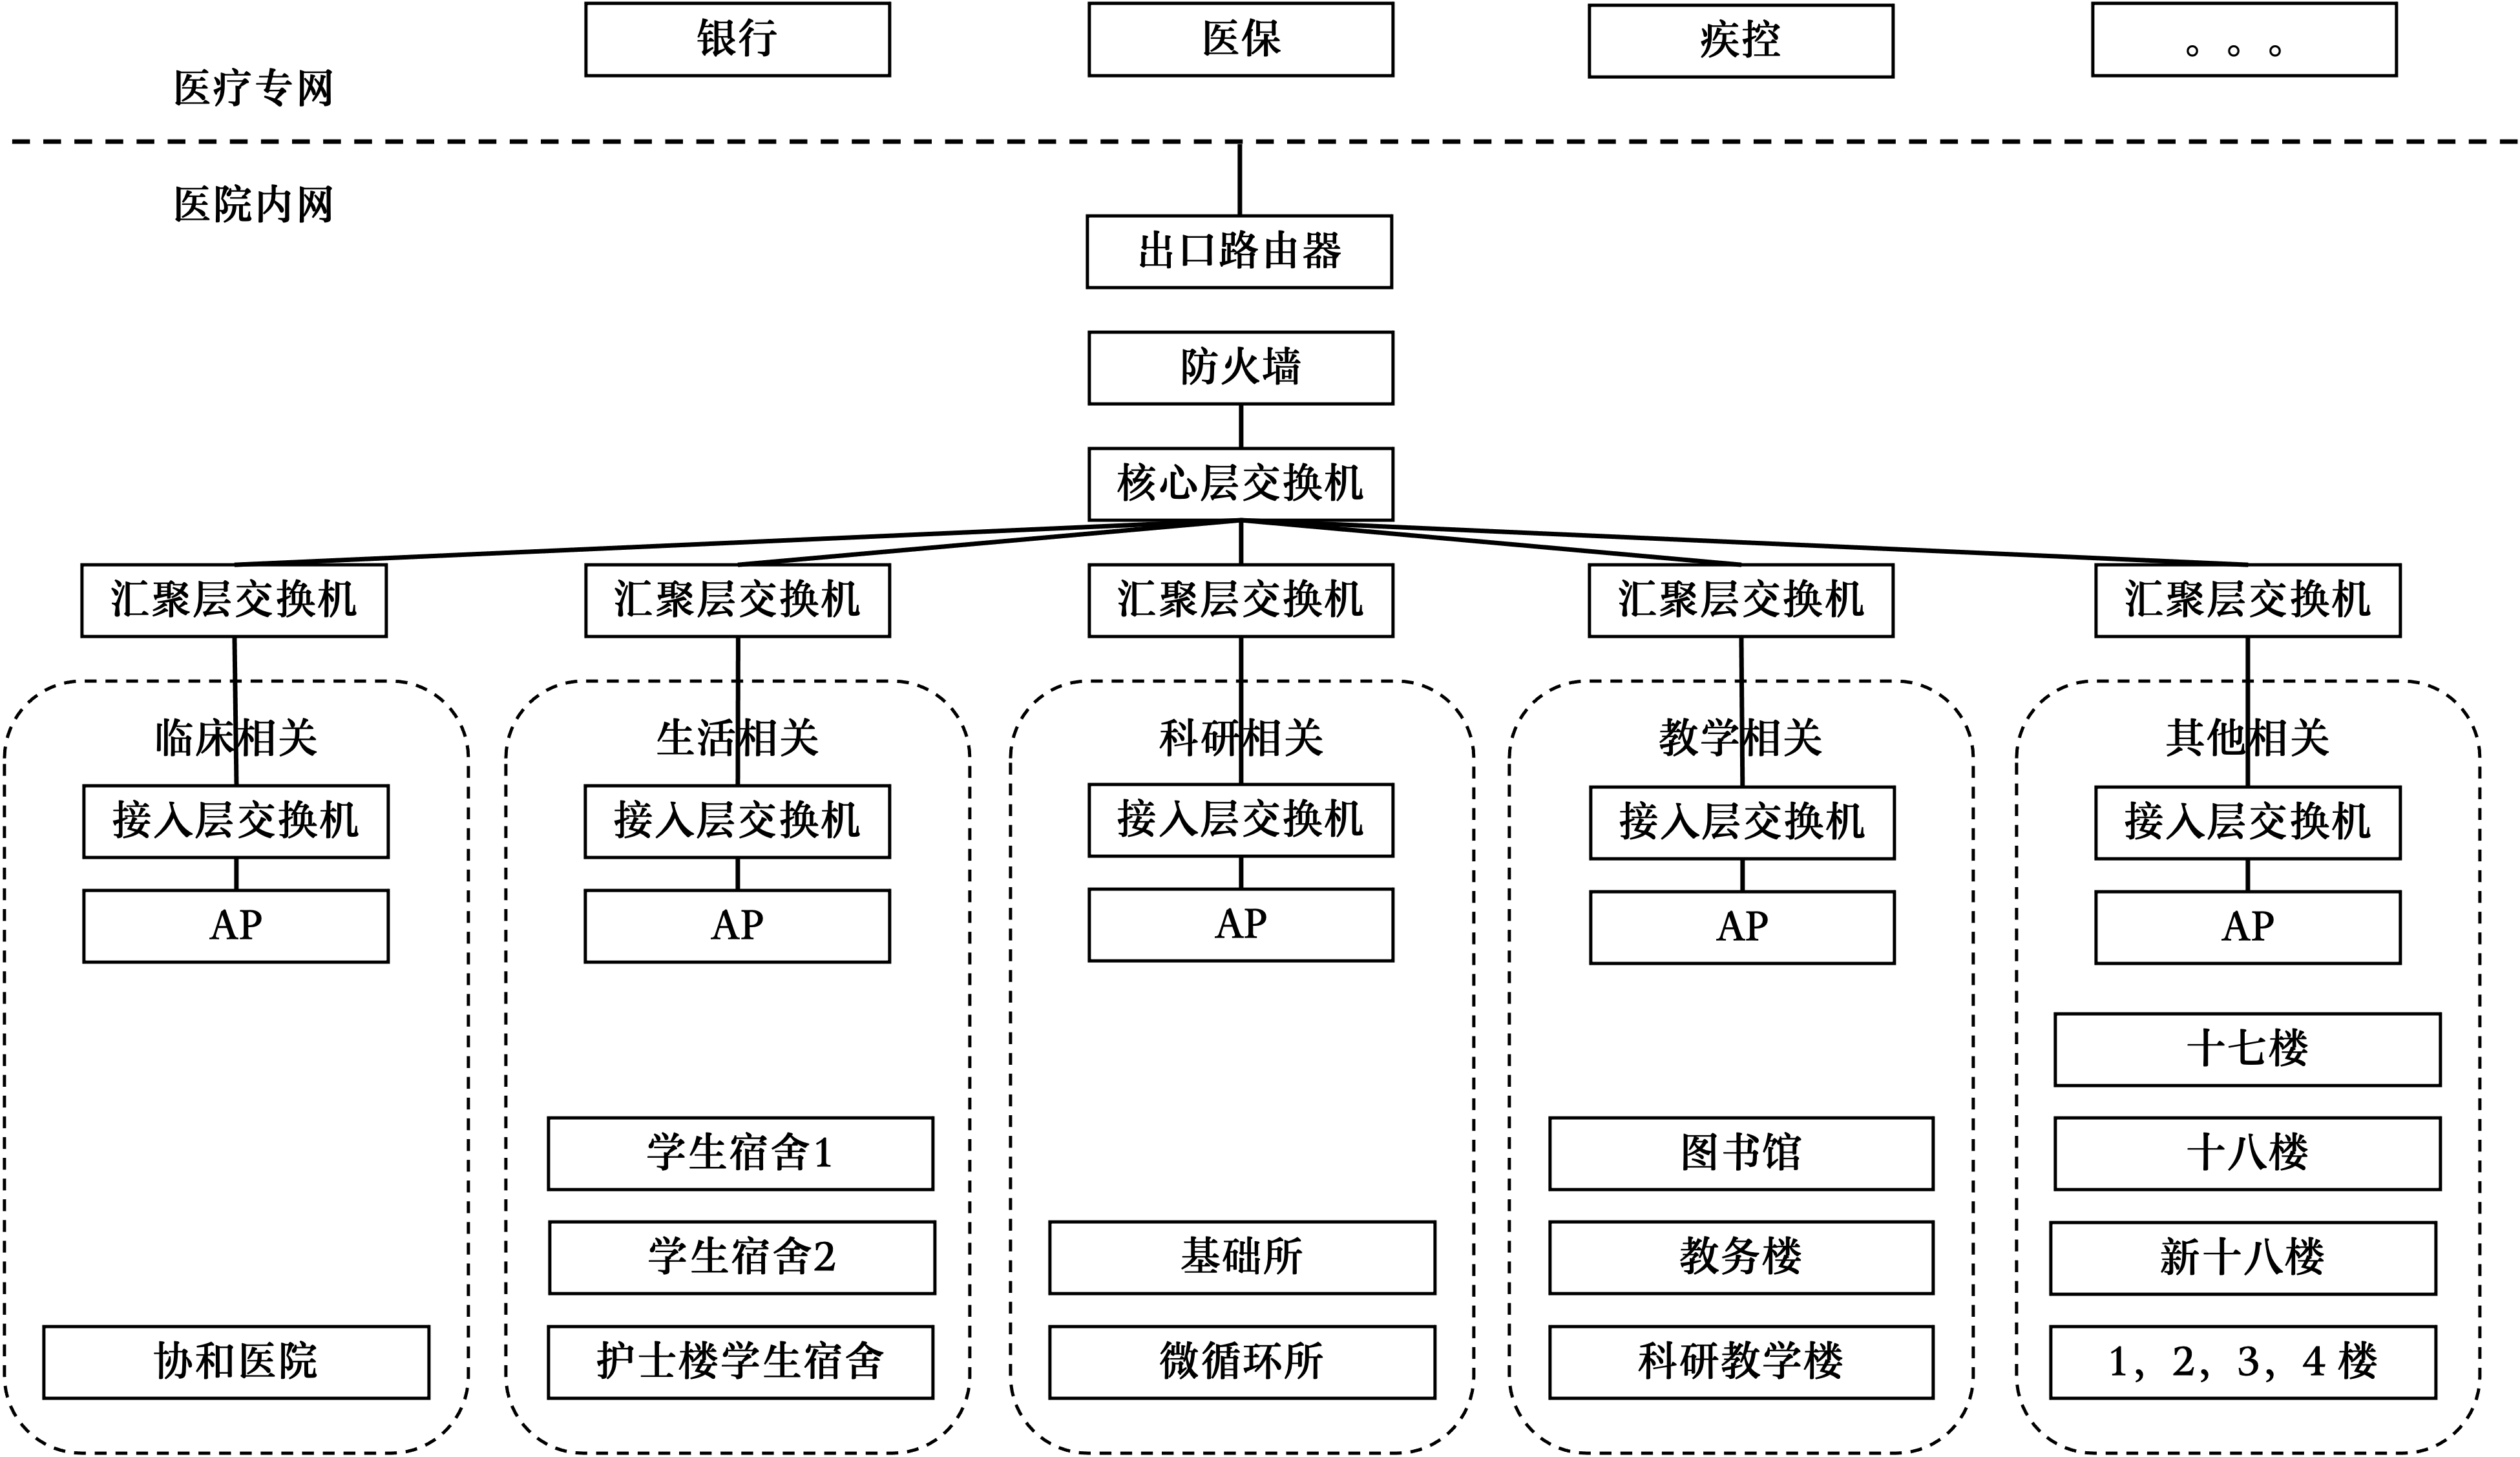 银行
医保
疾控
。。。
医疗专网
医院内网
出口路由器
防火墙
核心层交换机
汇聚层交换机
汇聚层交换机
汇聚层交换机
汇聚层交换机
汇聚层交换机
临床相关
生活相关
科研相关
教学相关
其他相关
接入层交换机
接入层交换机
接入层交换机
接入层交换机
接入层交换机
AP
AP
AP
AP
AP
十七楼
学生宿舍1
图书馆
十八楼
学生宿舍2
基础所
教务楼
新十八楼
协和医院
护士楼学生宿舍
微循环所
科研教学楼
1，2，3，4 楼